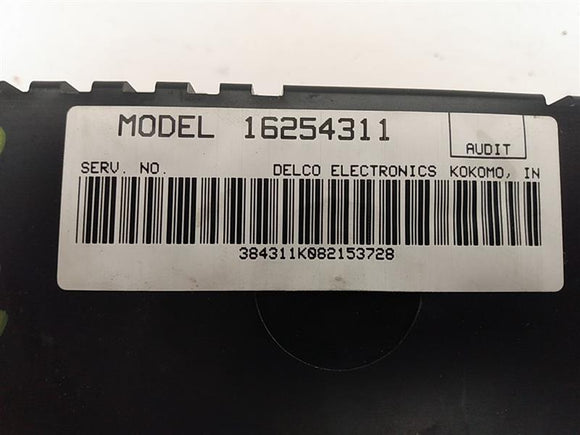 MODEL 16254311
AUDIT
SERV. NO. DELCO ELECTRONICS KOKOMO, IN
384311K082153728